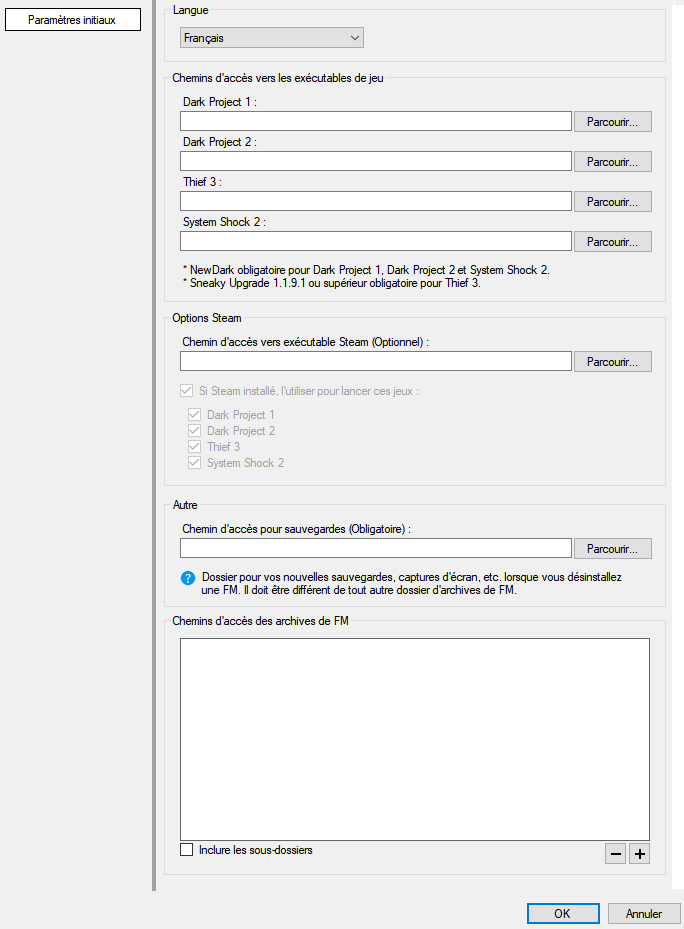 Paramètres initiaux
Langue
Français
Chemins d'accès vers les exécutables de jeu
Dark Project 1 :
Parcourir...
Dark Project 2 :
Parcourir...
Thief 3 :
Parcourir...
System Shock 2 :
Parcourir...
* NewDark obligatoire pour Dark Project 1, Dark Project 2 et System Shock 2.
* Sneaky Upgrade 1.1.9.1 ou supérieur obligatoire pour Thief 3.
Options Steam
Chemin d'accès vers exécutable Steam (Optionnel) :
Parcourir...
Si Steam installé, l'utiliser pour lancer ces jeux :
Dark Project 1
Dark Project 2
Thief 3
System Shock 2
Autre
Chemin d'accès pour sauvegardes (Obligatoire) :
Parcourir...
Dossier pour vos nouvelles sauvegardes, captures d'écran, etc. lorsque vous désinstallez
une FM. Il doit être différent de tout autre dossier d'archives de FM.
Chemins d'accès des archives de FM
Inclure les sous-dossiers
OK
Annuler